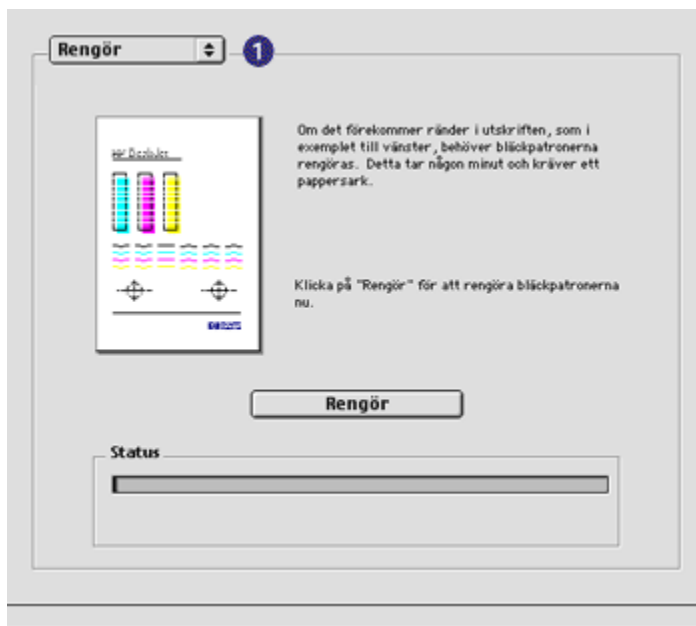 Rengör
1
Om det förekommer ränder i utskriften, som i
exemplet till vänster, behöver bläckpatronerna
rengöras. Detta tar någon minut och kräver ett
pappersark.
Klicka på "Rengör" för att rengöra bläckpatronerna
nu.
Rengör
Status